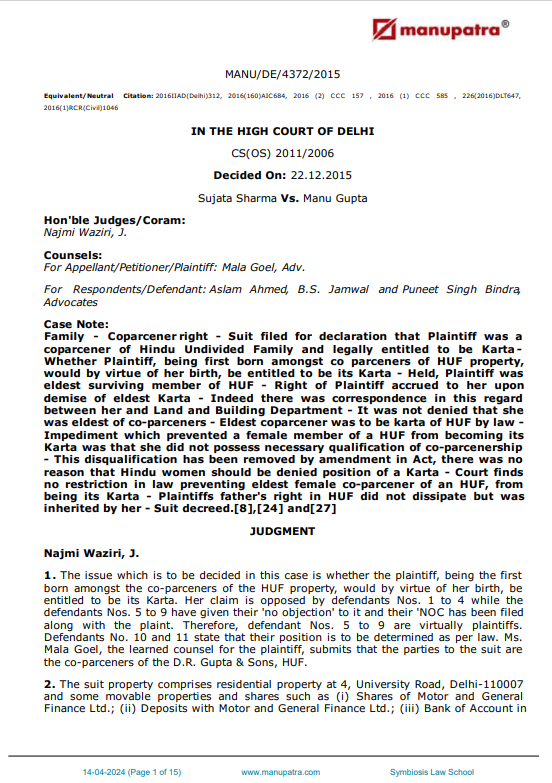 manupatra®
MANU/DE/4372/2015
Equivalent/Neutral Citation: 2016IIAD(Delhi)312, 2016(160)AIC684, 2016 (2) CCC 157 , 2016 (1) CCC 585 , 226(2016)DLT647,
2016(1)RCR(Civil)1046
IN THE HIGH COURT OF DELHI
CS(OS) 2011/2006
Decided On: 22.12.2015
Sujata Sharma Vs. Manu Gupta
Hon'ble Judges/Coram:
Najmi Waziri, J.
Counsels:
For Appellant/Petitioner/Plaintiff: Mala Goel, Adv.
For Respondents/Defendant: Aslam Ahmed, B.S. Jamwal and Puneet Singh Bindra,
Advocates
Case Note:
Family - Coparcener right - Suit filed for declaration that Plaintiff was a
coparcener of Hindu Undivided Family and legally entitled to be Karta -
Whether Plaintiff, being first born amongst co parceners of HUF property,
would by virtue of her birth, be entitled to be its Karta - Held, Plaintiff was
eldest surviving member of HUF - Right of Plaintiff accrued to her upon
demise of eldest Karta - Indeed there was correspondence in this regard
between her and Land and Building Department - It was not denied that she
was eldest of co-parceners - Eldest coparcener was to be karta of HUF by law -
Impediment which prevented a female member of a HUF from becoming its
Karta was that she did not possess necessary qualification of co-parcenership
- This disqualification has been removed by amendment in Act, there was no
reason that Hindu women should be denied position of a Karta - Court finds
no restriction in law preventing eldest female co-parcener of an HUF, from
being its Karta - Plaintiffs father's right in HUF did not dissipate but was
inherited by her - Suit decreed.[8],[24] and[27]
JUDGMENT
Najmi Waziri, J.
1. The issue which is to be decided in this case is whether the plaintiff, being the first
born amongst the co-parceners of the HUF property, would by virtue of her birth, be
entitled to be its Karta. Her claim is opposed by defendants Nos. 1 to 4 while the
defendants Nos. 5 to 9 have given their 'no objection' to it and their 'NOC has been filed
along with the plaint. Therefore, defendant Nos. 5 to 9 are virtually plaintiffs.
Defendants No. 10 and 11 state that their position is to be determined as per law. Ms.
Mala Goel, the learned counsel for the plaintiff, submits that the parties to the suit are
the co-parceners of the D.R. Gupta & Sons, HUF.
2. The suit property comprises residential property at 4, University Road, Delhi-110007
and some movable properties and shares such as (i) Shares of Motor and General
Finance Ltd.; (ii) Deposits with Motor and General Finance Ltd.; (iii) Bank of Account in
14-04-2024 (Page 1 of 15) www.manupatra.com Symbiosis Law School